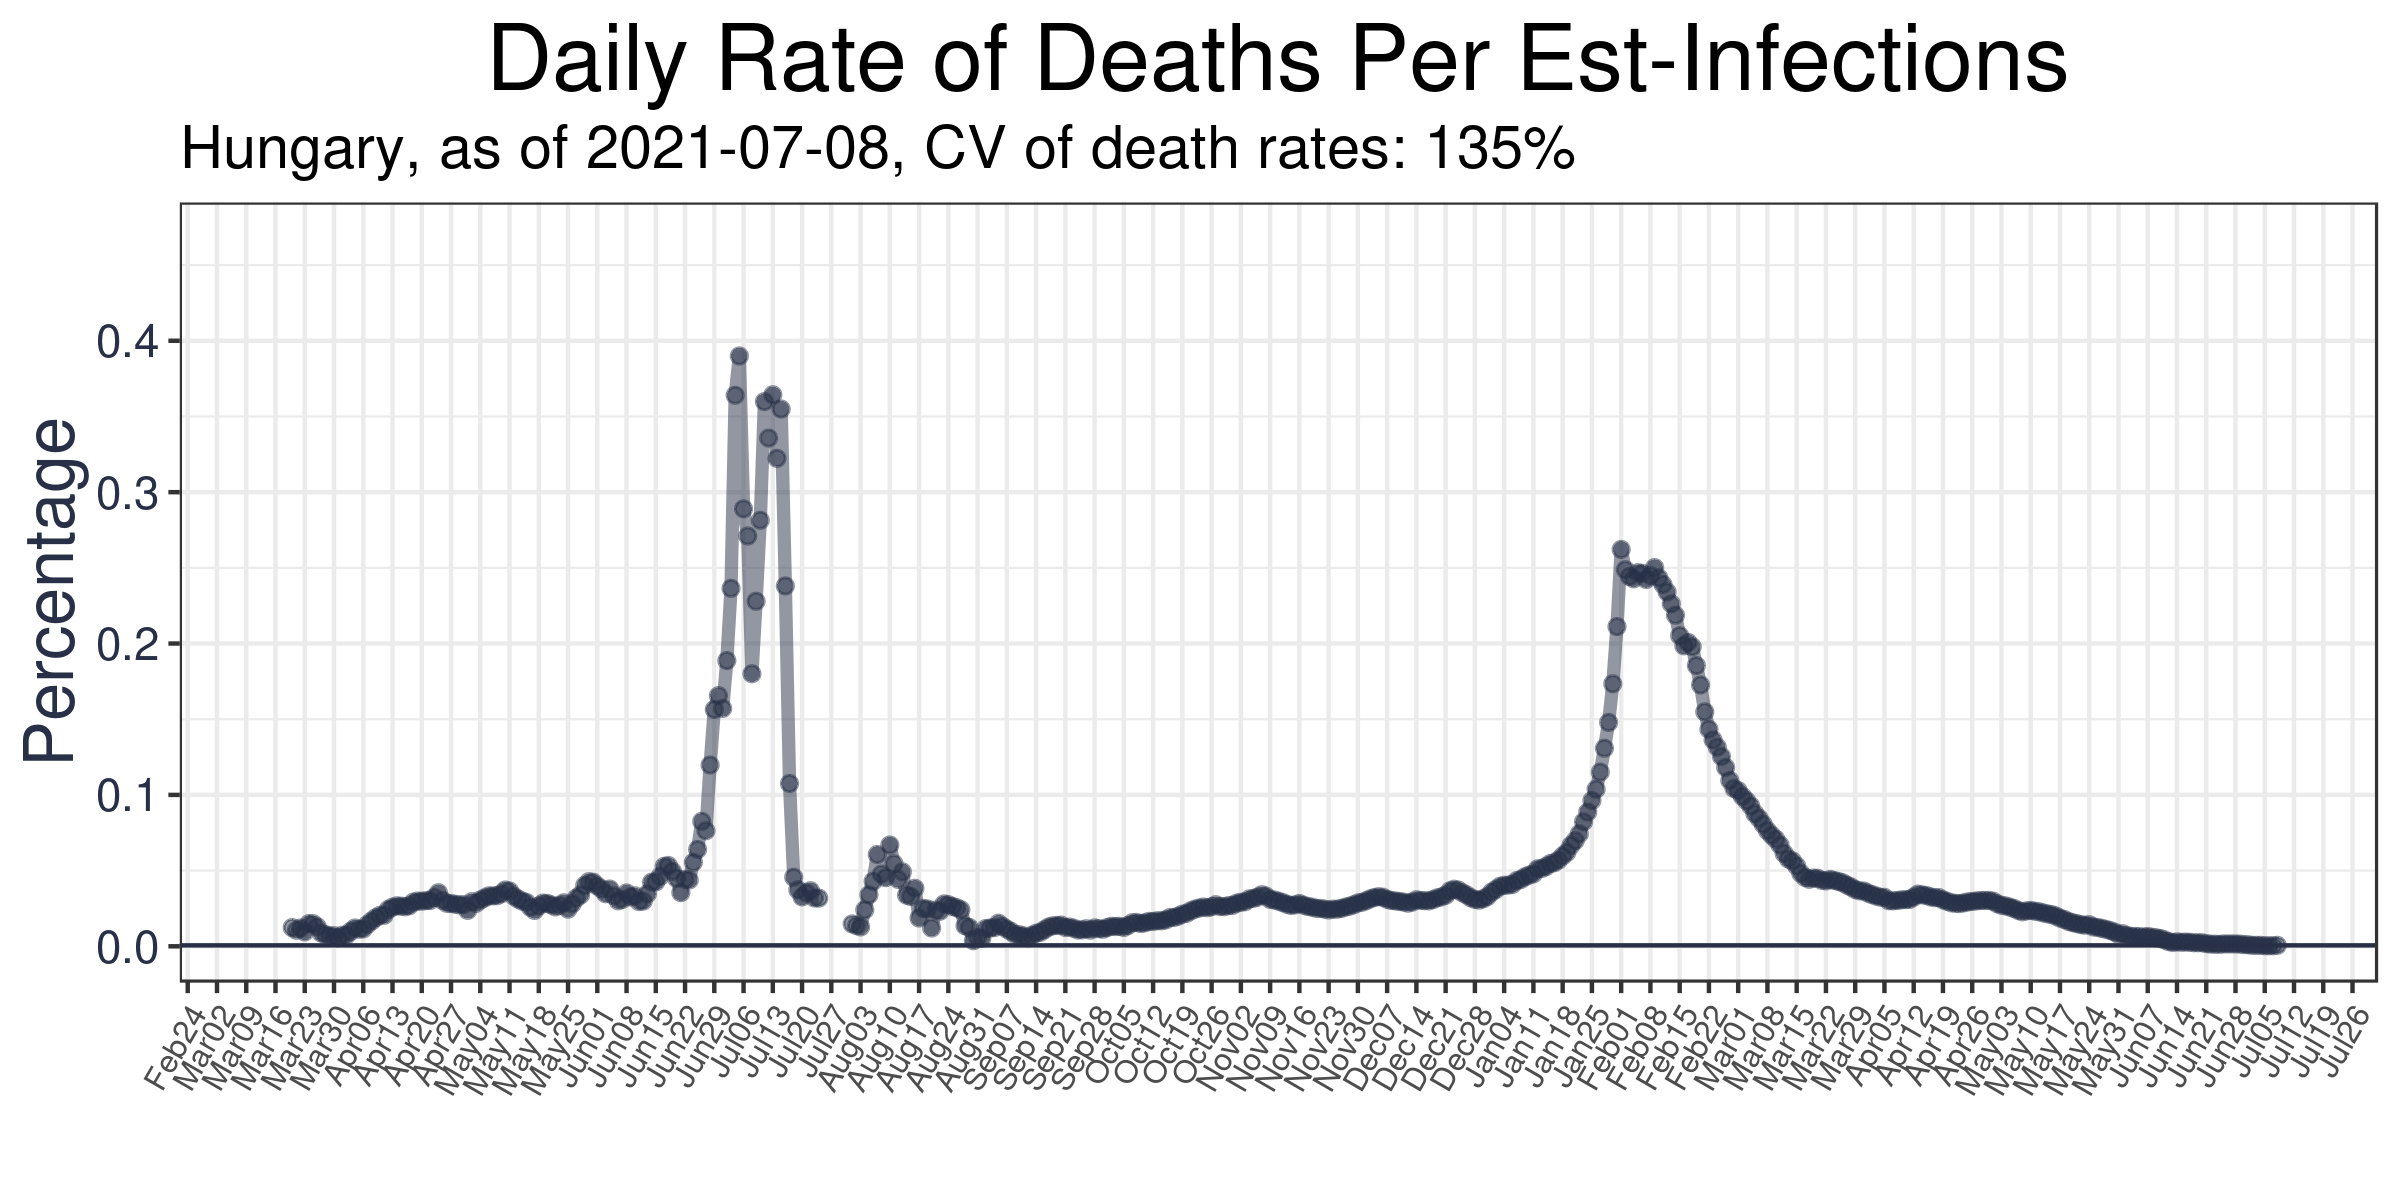 Daily Rate of Deaths Per Est-Infections
Hungary, as of 2021-07-08, CV of death rates: 135%
Percentage
0.4
0.3
0.2
0.1
0.0
Feb24
Mar02
Mar09
Mar16
Mar23
Mar30
Apr06
Apr13
Apr20
Apr27
May04
May11
May18
May25
Jun01
Jun08
Jun15
Jun22
Jun29
Jul06
Jul13
Jul20
Jul27
Aug03
Aug10
Aug17
Aug24
Aug31
Sep07
Sep14
Sep21
Sep28
Oct05
Oct12
Oct19
Oct26
Nov02
Nov09
Nov16
Nov23
Nov30
Dec07
Dec14
Dec21
Dec28
Jan04
Jan11
Jan18
Jan25
Feb01
Feb08
Feb15
Feb22
Mar01
Mar08
Mar15
Mar22
Mar29
Apr05
Apr12
Apr19
Apr26
May03
May10
May17
May24
May31
Jun07
Jun14
Jun21
Jun28
Jul05
Jul12
Jul19
Jul26